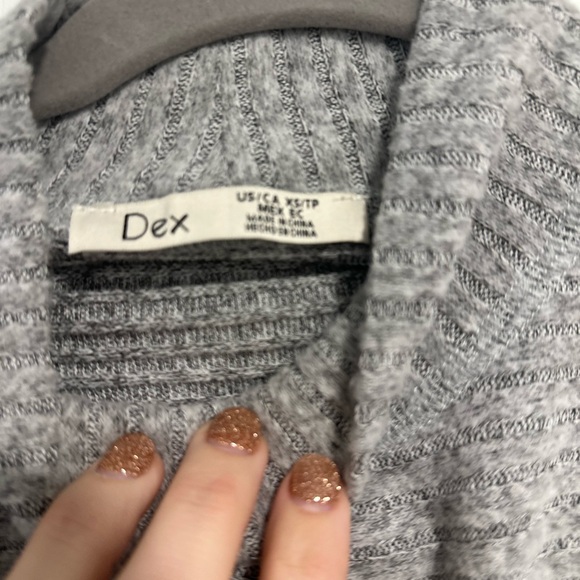 Dex
US/CA XS/TP
MEX EC
MADE IN CHINA
HECHO EN CHINA